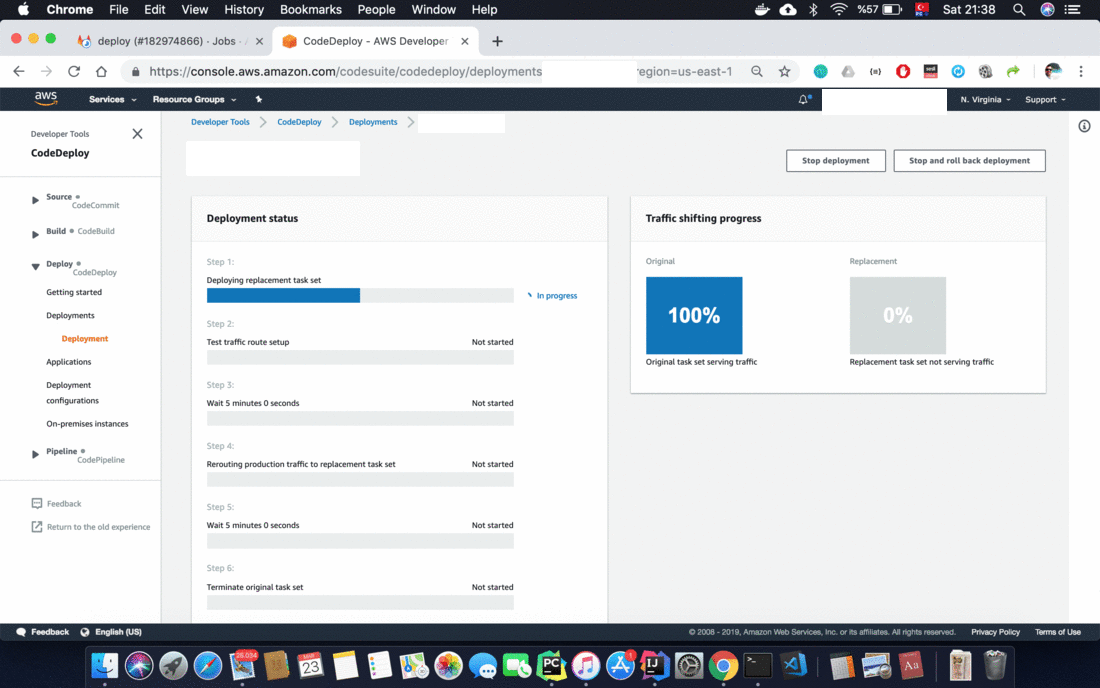 Chrome File Edit View History Bookmarks People Window Help %57 Sat 21:38
deploy (#182974866) · Jobs · CodeDeploy - AWS Developer
https://console.aws.amazon.com/codesuite/codedeploy/deployments region=us-east-1
aws Services Resource Groups N. Virginia Support
Developer Tools
CodeDeploy
Source
CodeCommit
Build CodeBuild
Deploy
CodeDeploy
Getting started
Deployments
Deployment
Applications
Deployment
configurations
On-premises instances
Pipeline
CodePipeline
Feedback
Return to the old experience
Developer Tools CodeDeploy Deployments
Stop deployment Stop and roll back deployment
Deployment status
Step 1:
Deploying replacement task set
In progress
Step 2:
Test traffic route setup Not started
Step 3:
Wait 5 minutes 0 seconds Not started
Step 4:
Rerouting production traffic to replacement task set Not started
Step 5:
Wait 5 minutes 0 seconds Not started
Step 6:
Terminate original task set Not started
Traffic shifting progress
Original Replacement
100% 0%
Original task set serving traffic Replacement task set not serving traffic
Feedback English (US) © 2008 - 2019, Amazon Web Services, Inc. or its affiliates. All rights reserved. Privacy Policy Terms of Use
MAR
23
PC
IJ
1
Aa